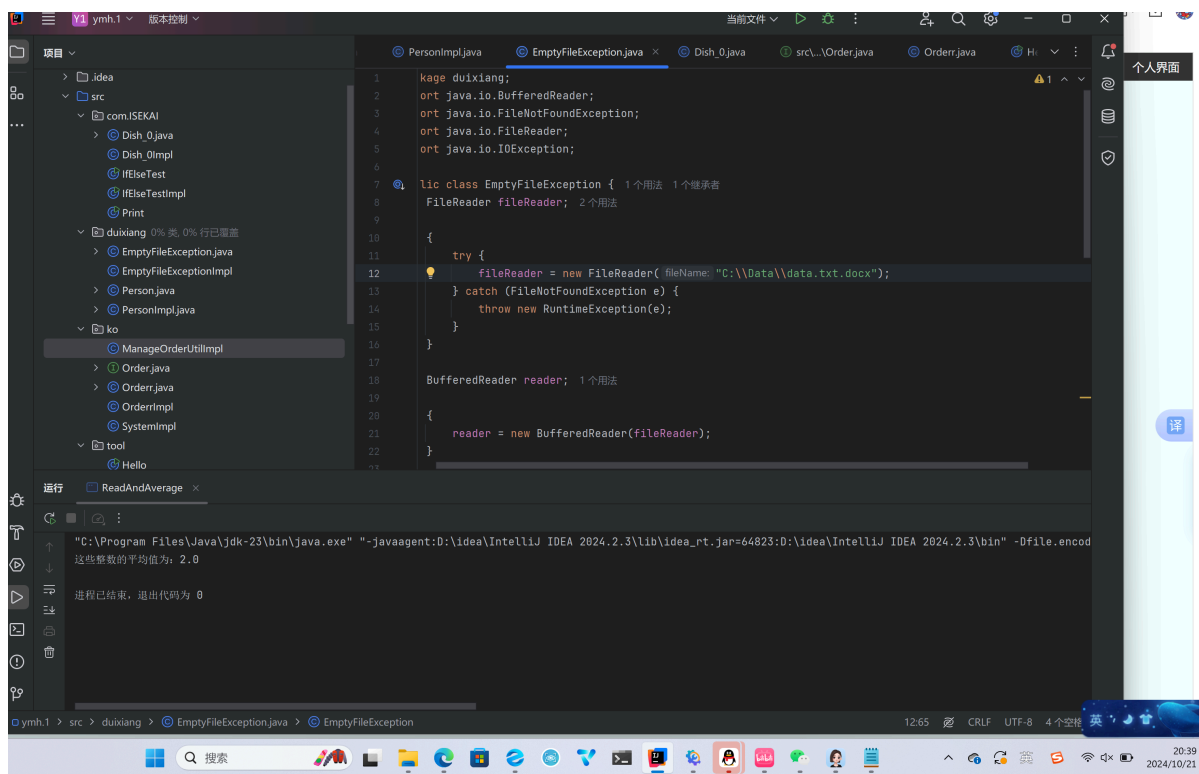 Y1 ymh.1 版本控制 当前文件
项目
PersonImpl.java EmptyFileException.java Dish_0.java src\...\Order.java Orderr.java
个人界面
.idea
src
com.ISEKAI
Dish_0.java
Dish_0Impl
IfElseTest
IfElseTestImpl
Print
duixiang 0% 类, 0% 行已覆盖
EmptyFileException.java
EmptyFileExceptionImpl
Person.java
PersonImpl.java
ko
ManageOrderUtilImpl
Order.java
Orderr.java
OrderrImpl
SystemImpl
tool
Hello
1 kage duixiang;
2 ort java.io.BufferedReader;
3 ort java.io.FileNotFoundException;
4 ort java.io.FileReader;
5 ort java.io.IOException;
6
7 lic class EmptyFileException { 1个用法 1个继承者
8 FileReader fileReader; 2个用法
9
10 {
11 try {
12 fileReader = new FileReader( fileName: "C:\\Data\\data.txt.docx");
13 } catch (FileNotFoundException e) {
14 throw new RuntimeException(e);
15 }
16 }
17
18 BufferedReader reader; 1个用法
19
20 {
21 reader = new BufferedReader(fileReader);
22 }
23
1
译
运行 ReadAndAverage
"C:\Program Files\Java\jdk-23\bin\java.exe" "-javaagent:D:\idea\IntelliJ IDEA 2024.2.3\lib\idea_rt.jar=64823:D:\idea\IntelliJ IDEA 2024.2.3\bin" -Dfile.encod
这些整数的平均值为: 2.0
进程已结束，退出代码为 0
ymh.1 > src > duixiang > EmptyFileException.java > EmptyFileException 12:65 CRLF UTF-8 4个空格
英
搜索
英
20:39
2024/10/21